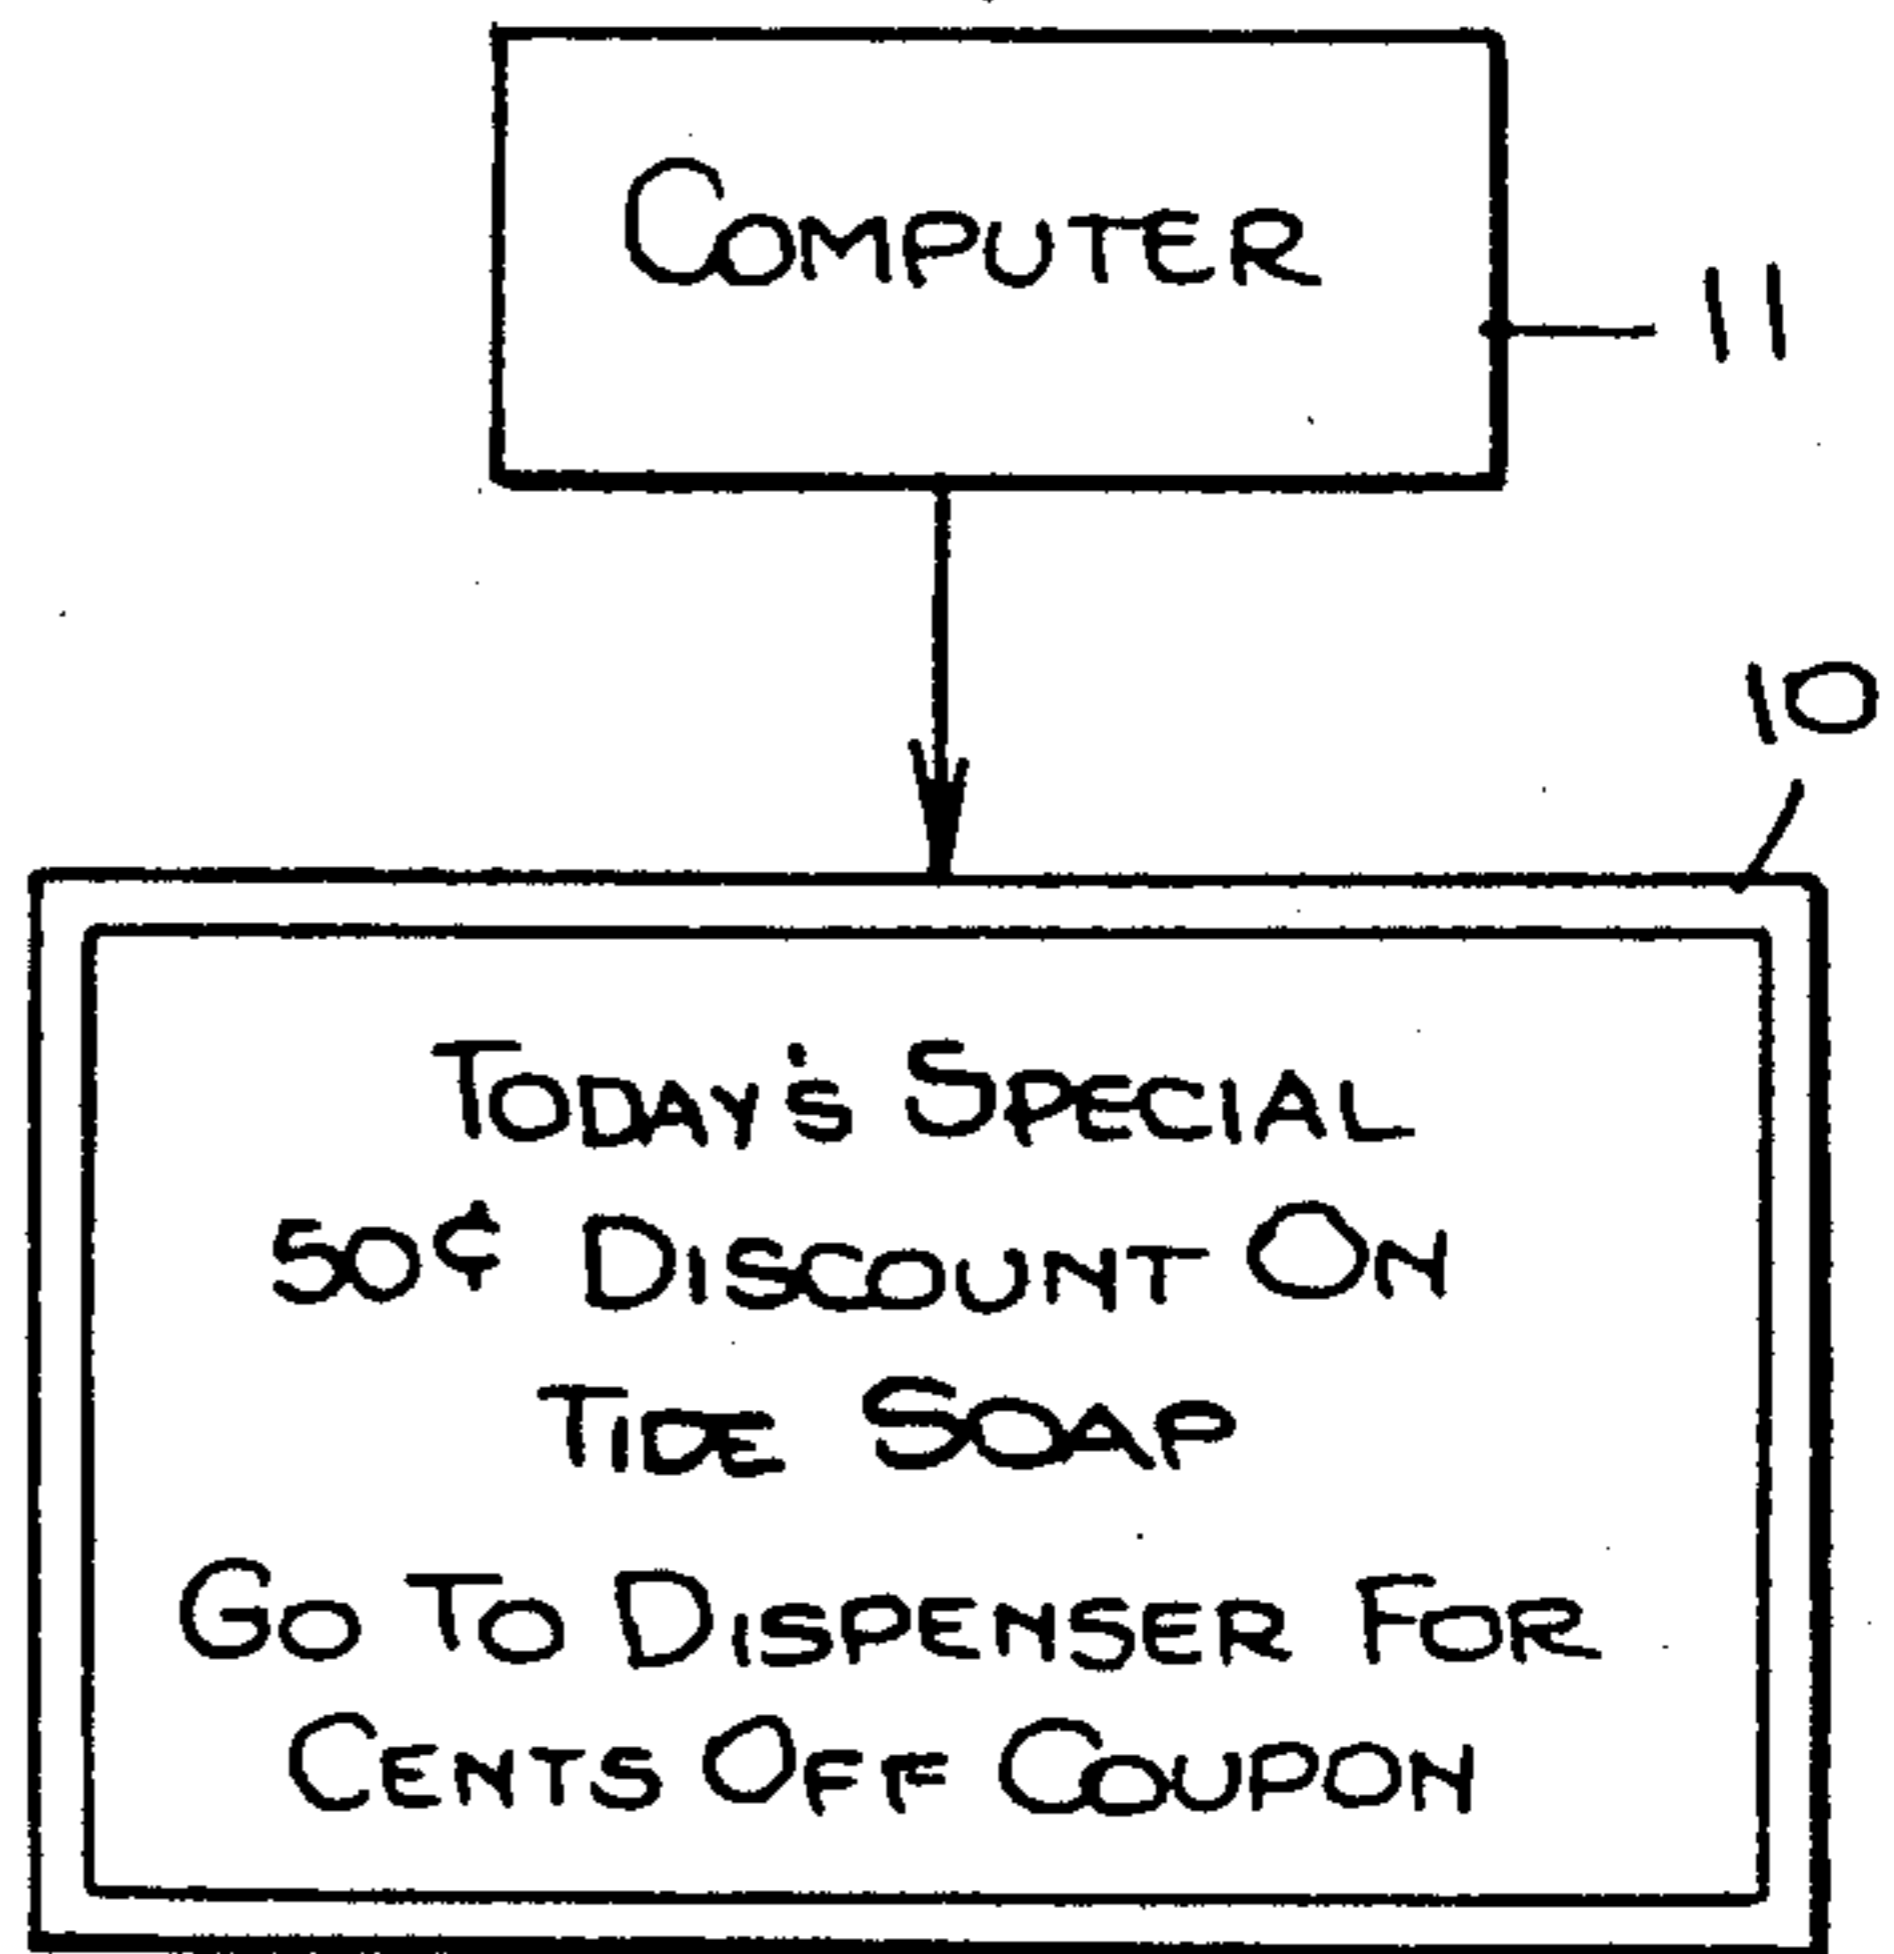 Computer
11
10
Today's Special
50¢ Discount On
Tide Soap
Go To Dispenser For
Cents Off Coupon